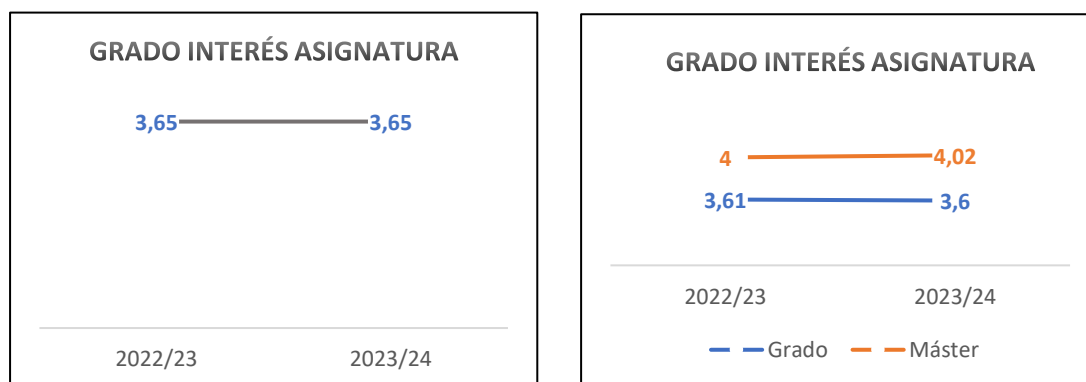 GRADO INTERÉS ASIGNATURA
3,65 3,65
2022/23 2023/24
GRADO INTERÉS ASIGNATURA
4 4,02
3,61 3,6
2022/23 2023/24
Grado Máster